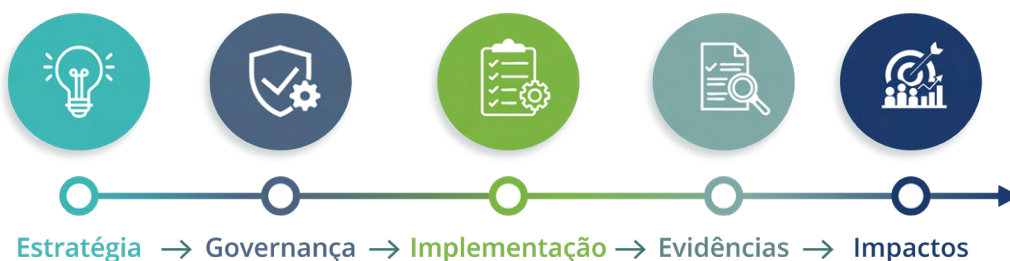 Estratégia → Governança → Implementação → Evidências → Impactos